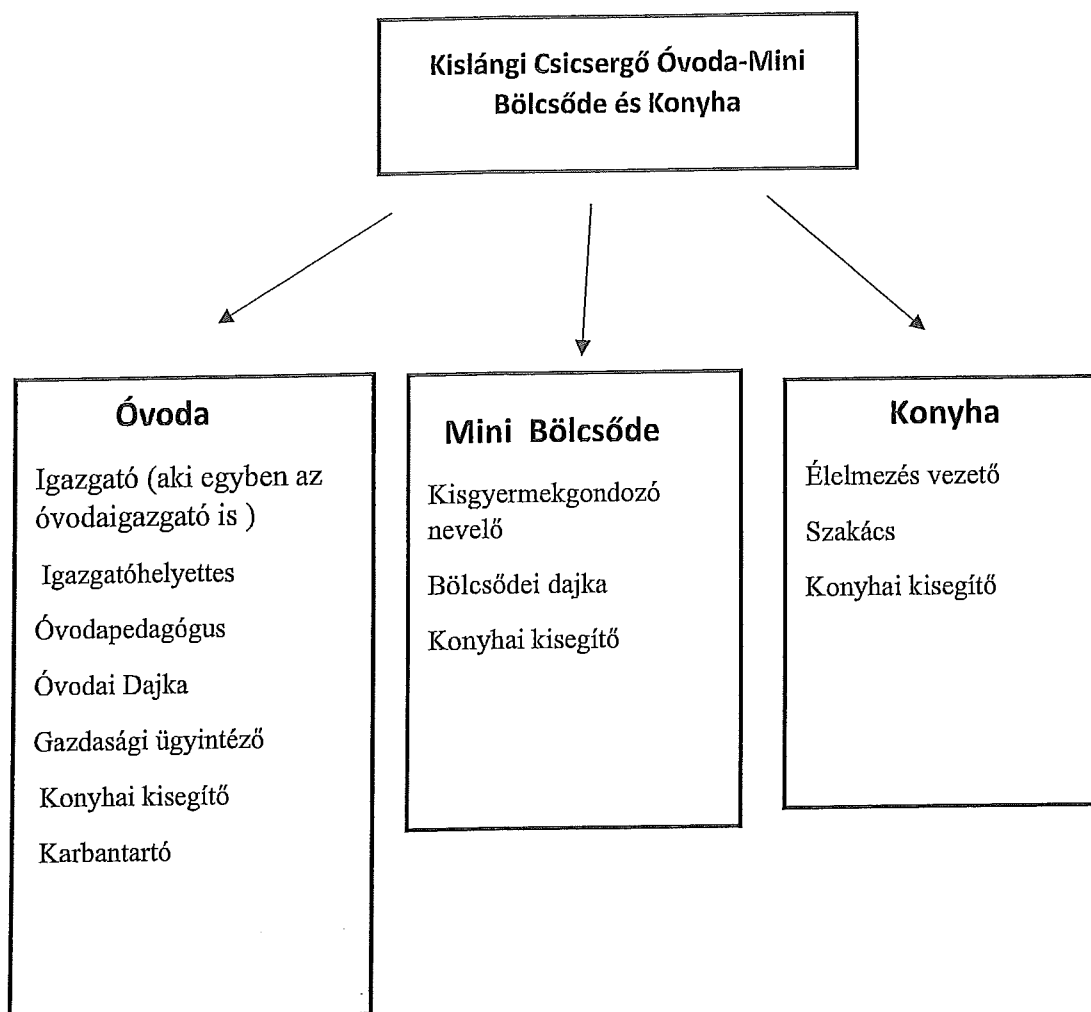 Kislángi Csicsergő Óvoda-Mini
Bölcsőde és Konyha
Óvoda
Igazgató (aki egyben az
óvodaigazgató is )
Igazgatóhelyettes
Óvodapedagógus
Óvodai Dajka
Gazdasági ügyintéző
Konyhai kisegítő
Karbantartó
Mini Bölcsőde
Kisgyermekgondozó
nevelő
Bölcsődei dajka
Konyhai kisegítő
Konyha
Élelmezés vezető
Szakács
Konyhai kisegítő